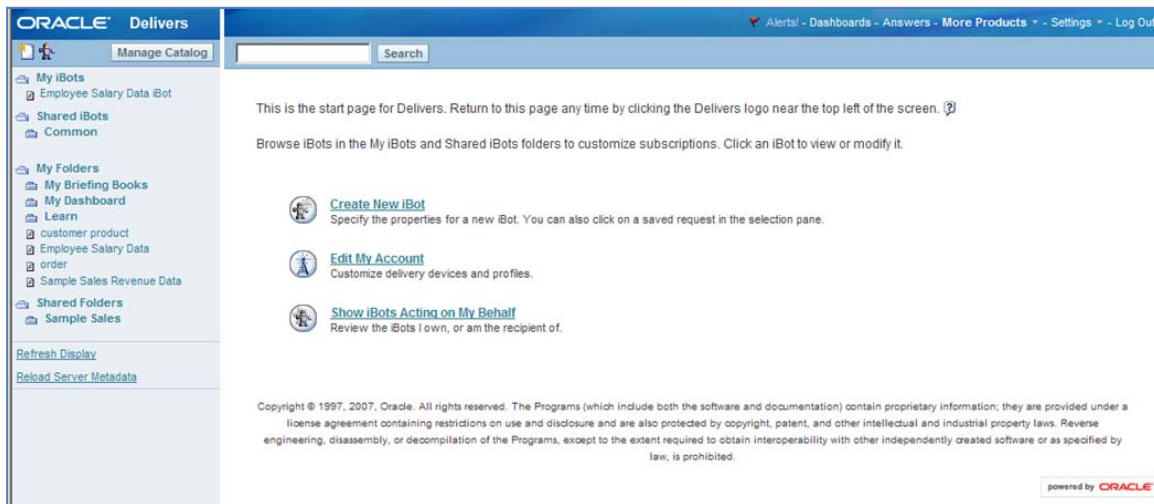 ORACLE Delivers
Alerts! - Dashboards - Answers - More Products - Settings - Log Out
Manage Catalog
Search
My iBots
Employee Salary Data iBot
Shared iBots
Common
My Folders
My Briefing Books
My Dashboard
Learn
customer product
Employee Salary Data
order
Sample Sales Revenue Data
Shared Folders
Sample Sales
Refresh Display
Reload Server Metadata
This is the start page for Delivers. Return to this page any time by clicking the Delivers logo near the top left of the screen. ?
Browse iBots in the My iBots and Shared iBots folders to customize subscriptions. Click an iBot to view or modify it.
Create New iBot
Specify the properties for a new iBot. You can also click on a saved request in the selection pane.
Edit My Account
Customize delivery devices and profiles.
Show iBots Acting on My Behalf
Review the iBots I own, or am the recipient of.
Copyright © 1997, 2007, Oracle. All rights reserved. The Programs (which include both the software and documentation) contain proprietary information; they are provided under a
license agreement containing restrictions on use and disclosure and are also protected by copyright, patent, and other intellectual and industrial property laws. Reverse
engineering, disassembly, or decompilation of the Programs, except to the extent required to obtain interoperability with other independently created software or as specified by
law, is prohibited.
powered by ORACLE